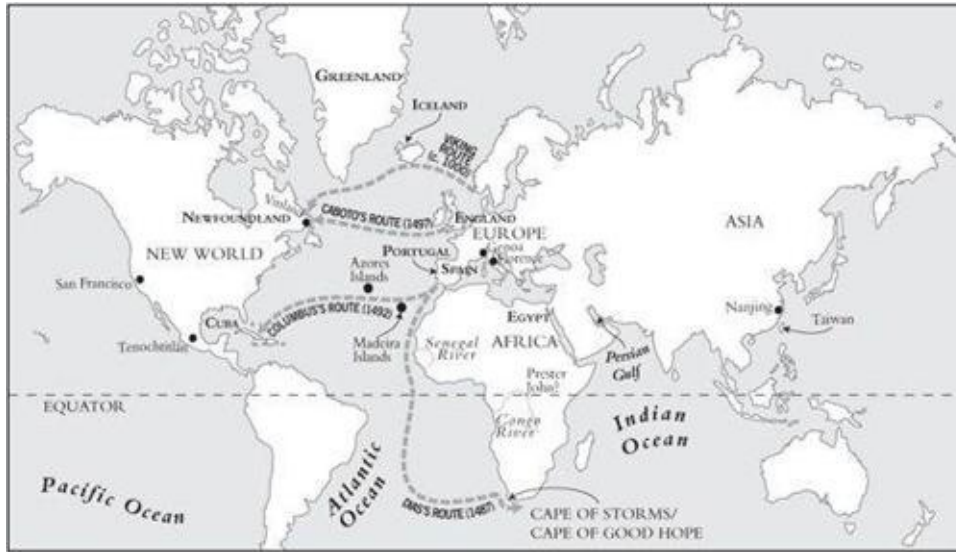 GREENLAND
ICELAND
VIKING
ROUTE
(c. 1000)
Vinland
CABOTO'S ROUTE (1497)
NEWFOUNDLAND
ENGLAND
EUROPE
ASIA
NEW WORLD
PORTUGAL
Genoa
Florence
SPAIN
Azores
Islands
San Francisco
COLUMBUS'S ROUTE (1492)
CUBA
Madeira
Islands
EGYPT
AFRICA
Nanjing
Taiwan
Tenochtitlán
Senegal
River
Persian
Gulf
Prester
John?
EQUATOR
Congo
River
Indian
Ocean
Atlantic
Ocean
Pacific Ocean
DIAS'S ROUTE (1487)
CAPE OF STORMS/
CAPE OF GOOD HOPE